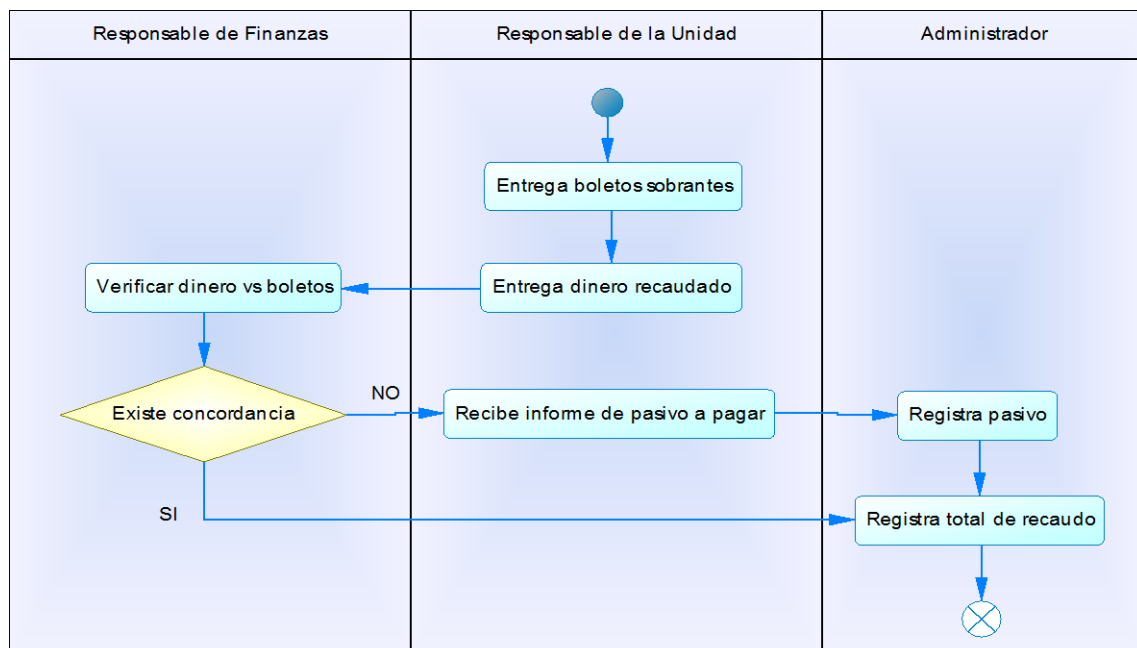 Responsable de Finanzas
Responsable de la Unidad
Administrador
Entrega boletos sobrantes
Verificar dinero vs boletos
Entrega dinero recaudado
Existe concordancia
NO
Recibe informe de pasivo a pagar
Registra pasivo
SI
Registra total de recaudo